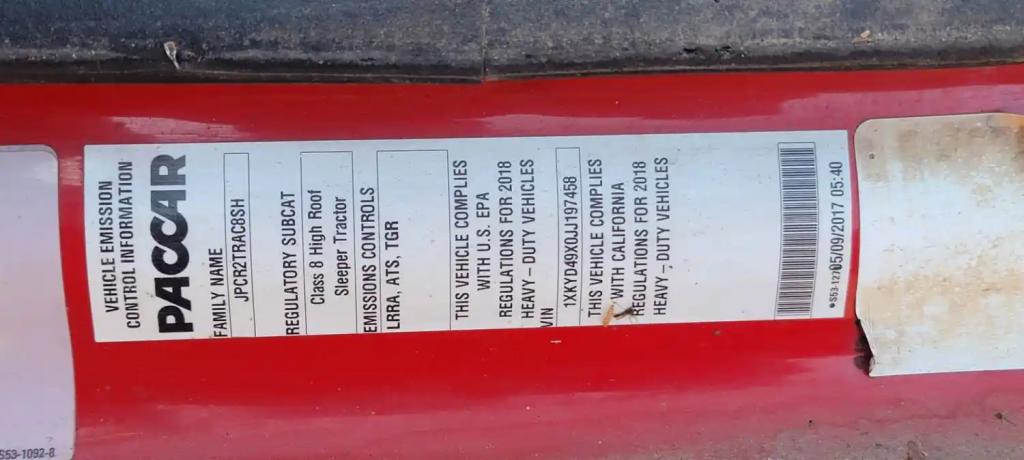 VEHICLE EMISSION
CONTROL INFORMATION
PACCAR
FAMILY NAME
JPCR2TRAC8SH
REGULATORY SUBCAT
Class 8 High Roof
Sleeper Tractor
EMISSIONS CONTROLS
LRRA, ATS, TGR
THIS VEHICLE COMPLIES
WITH U.S. EPA
REGULATIONS FOR 2018
HEAVY – DUTY VEHICLES
VIN
1XKYD49X0JJ197458
THIS VEHICLE COMPLIES
WITH CALIFORNIA
REGULATIONS FOR 2018
HEAVY – DUTY VEHICLES
05/09/2017 05:40
S53-1092-8